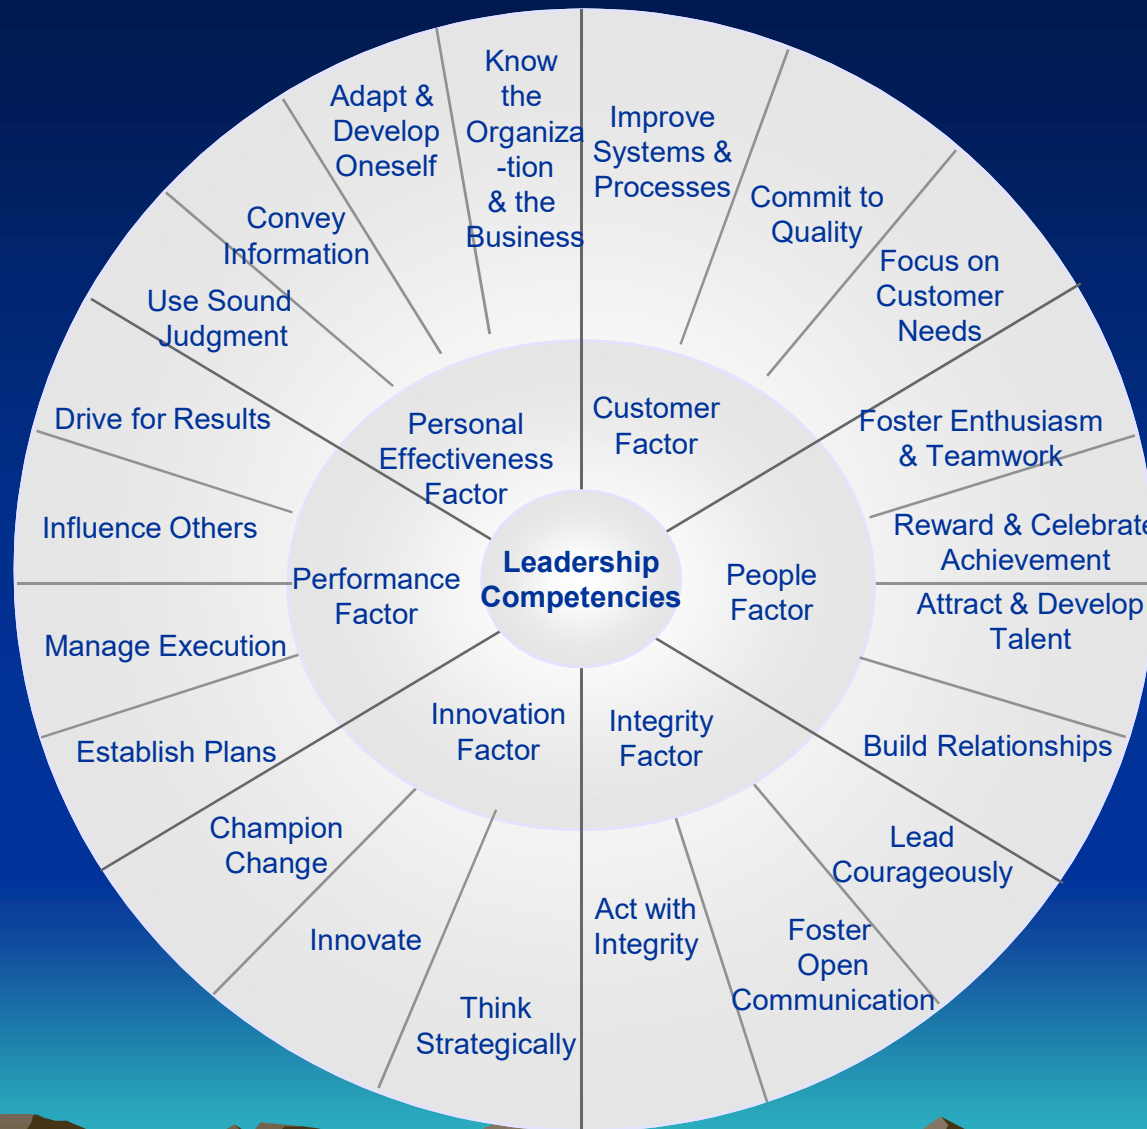 Know
the
Organiza
-tion
& the
Business
Improve
Systems &
Processes
Commit to
Quality
Focus on
Customer
Needs
Foster Enthusiasm
& Teamwork
Reward & Celebrate
Achievement
Attract & Develop
Talent
Build Relationships
Lead
Courageously
Foster
Open
Communication
Act with
Integrity
Think
Strategically
Innovate
Champion
Change
Establish Plans
Manage Execution
Influence Others
Drive for Results
Use Sound
Judgment
Convey
Information
Adapt &
Develop
Oneself
Personal
Effectiveness
Factor
Customer
Factor
People
Factor
Integrity
Factor
Innovation
Factor
Performance
Factor
Leadership
Competencies